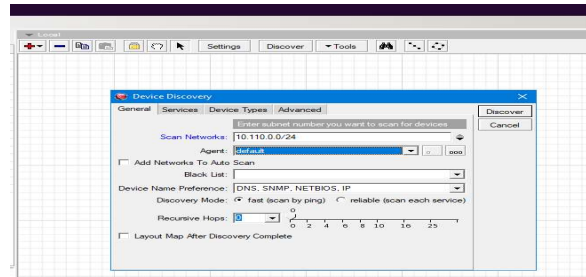 Level
Settings Discover Tools
Device Discovery
General Services Device Types Advanced
Enter subnet number you want to scan for devices
Scan Networks: 10.110.0.0/24
Agent: default
Add Networks To Auto Scan
Black List:
Device Name Preference: DNS, SNMP, NETBIOS, IP
Discovery Mode: fast (scan by ping) reliable (scan each service)
Recursive Hops: 0
0
0 2 4 6 8 10 16 25
Layout Map After Discovery Complete
Discover
Cancel